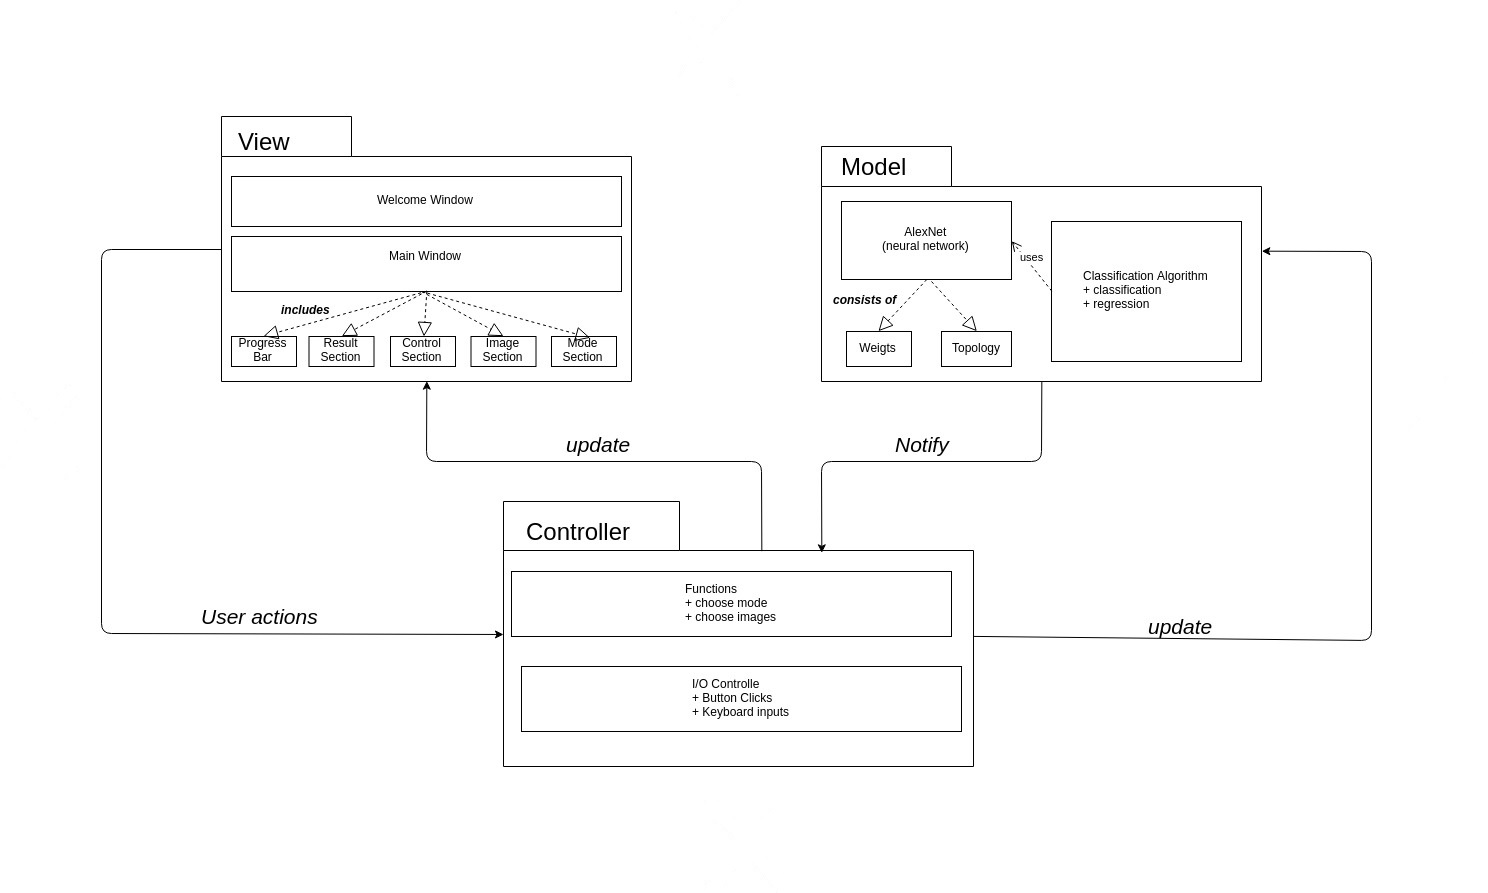 View
Welcome Window
Main Window
includes
Progress
Bar
Result
Section
Control
Section
Image
Section
Mode
Section
Model
AlexNet
(neural network)
uses
Classification Algorithm
+ classification
+ regression
consists of
Weigts
Topology
update
Notify
Controller
Functions
+ choose mode
+ choose images
User actions
update
I/O Controlle
+ Button Clicks
+ Keyboard inputs